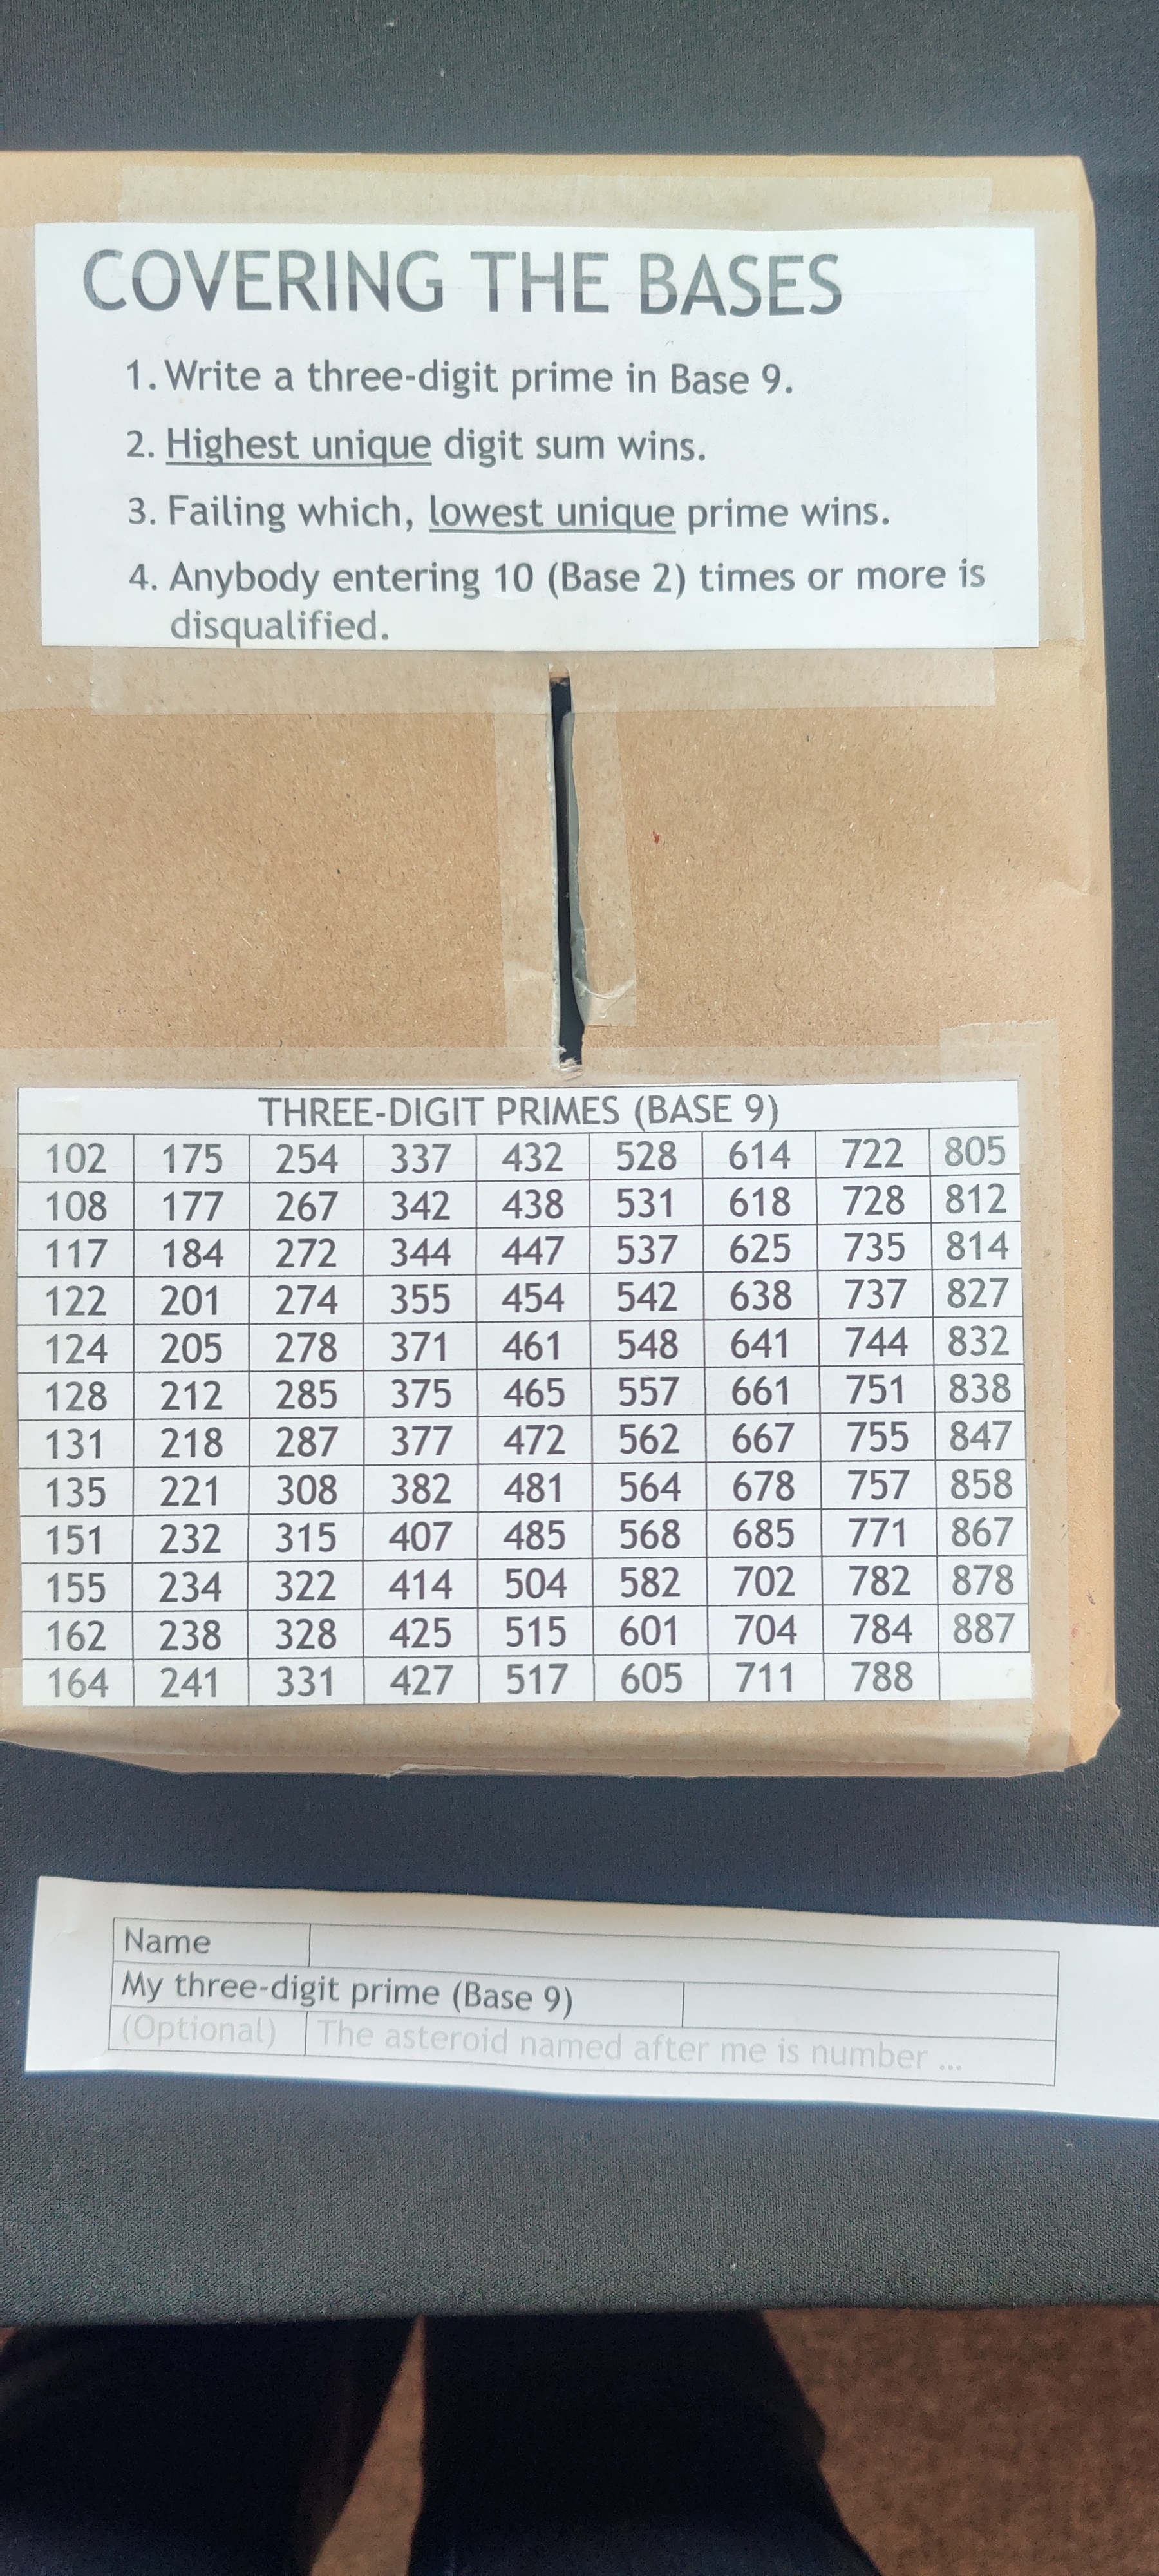 COVERING THE BASES
1. Write a three-digit prime in Base 9.
2. Highest unique digit sum wins.
3. Failing which, lowest unique prime wins.
4. Anybody entering 10 (Base 2) times or more is
disqualified.
THREE-DIGIT PRIMES (BASE 9)
102 175 254 337 432 528 614 722 805
108 177 267 342 438 531 618 728 812
117 184 272 344 447 537 625 735 814
122 201 274 355 454 542 638 737 827
124 205 278 371 461 548 641 744 832
128 212 285 375 465 557 661 751 838
131 218 287 377 472 562 667 755 847
135 221 308 382 481 564 678 757 858
151 232 315 407 485 568 685 771 867
155 234 322 414 504 582 702 782 878
162 238 328 425 515 601 704 784 887
164 241 331 427 517 605 711 788
Name
My three-digit prime (Base 9)
(Optional) The asteroid named after me is number ...